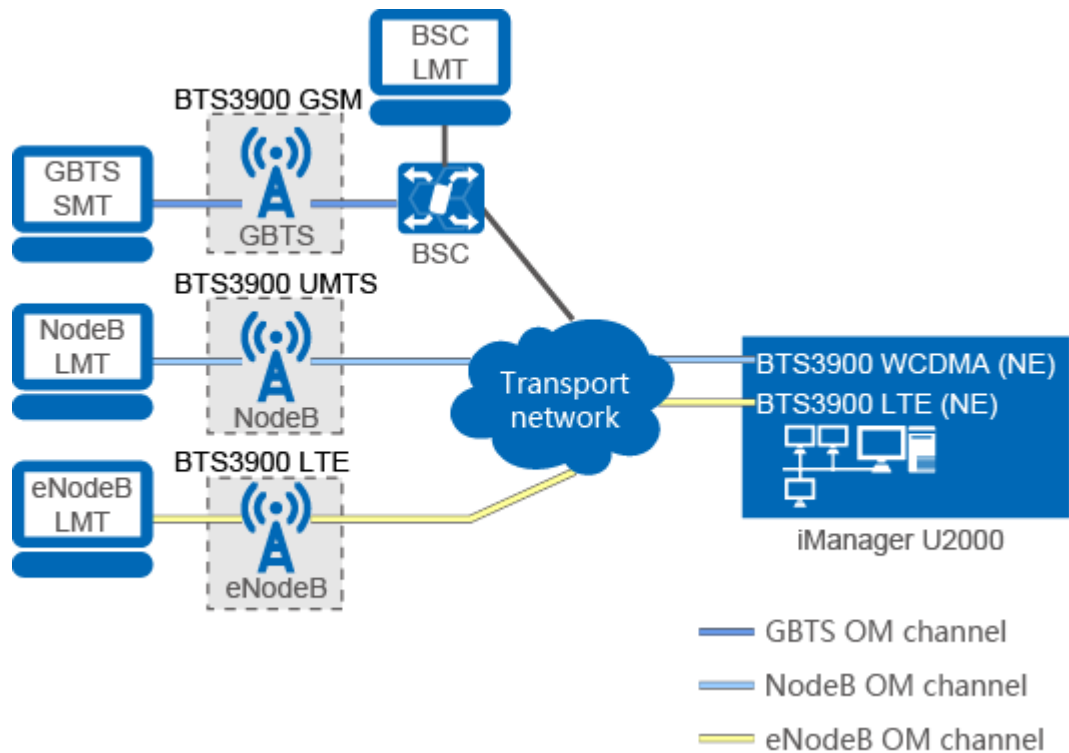 BSC
LMT
BTS3900 GSM
GBTS
SMT
GBTS
BSC
BTS3900 UMTS
NodeB
LMT
NodeB
Transport
network
BTS3900 WCDMA (NE)
BTS3900 LTE (NE)
iManager U2000
BTS3900 LTE
eNodeB
LMT
eNodeB
GBTS OM channel
NodeB OM channel
eNodeB OM channel